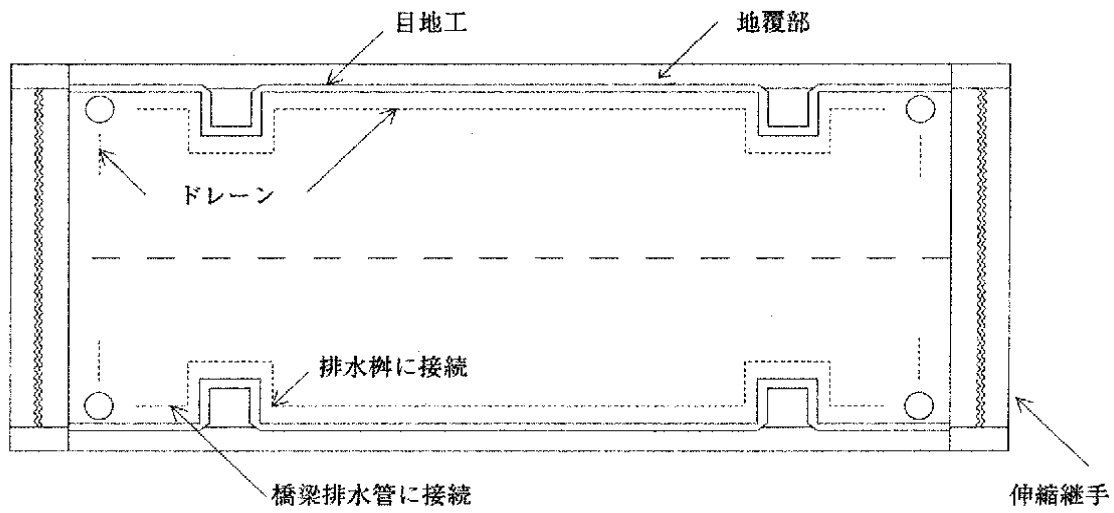 目地工
地覆部
ドレーン
排水桝に接続
橋梁排水管に接続
伸縮継手